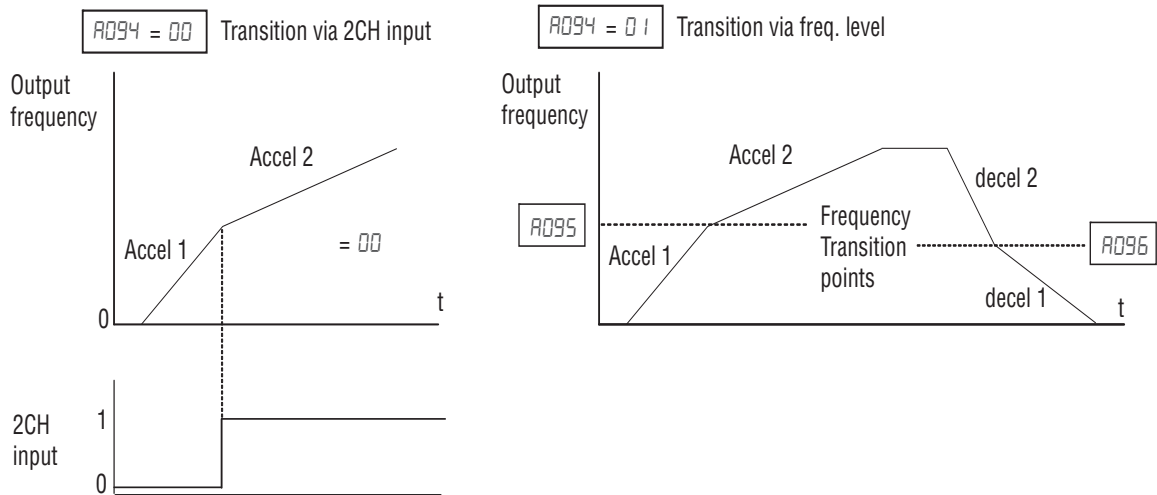 A094 = 00 Transition via 2CH input
Output
frequency
Accel 2
Accel 1
= 00
0
t
2CH
input
1
0
A094 = 01 Transition via freq. level
Output
frequency
Accel 2
decel 2
A095
Frequency
Transition
points
A096
Accel 1
decel 1
t